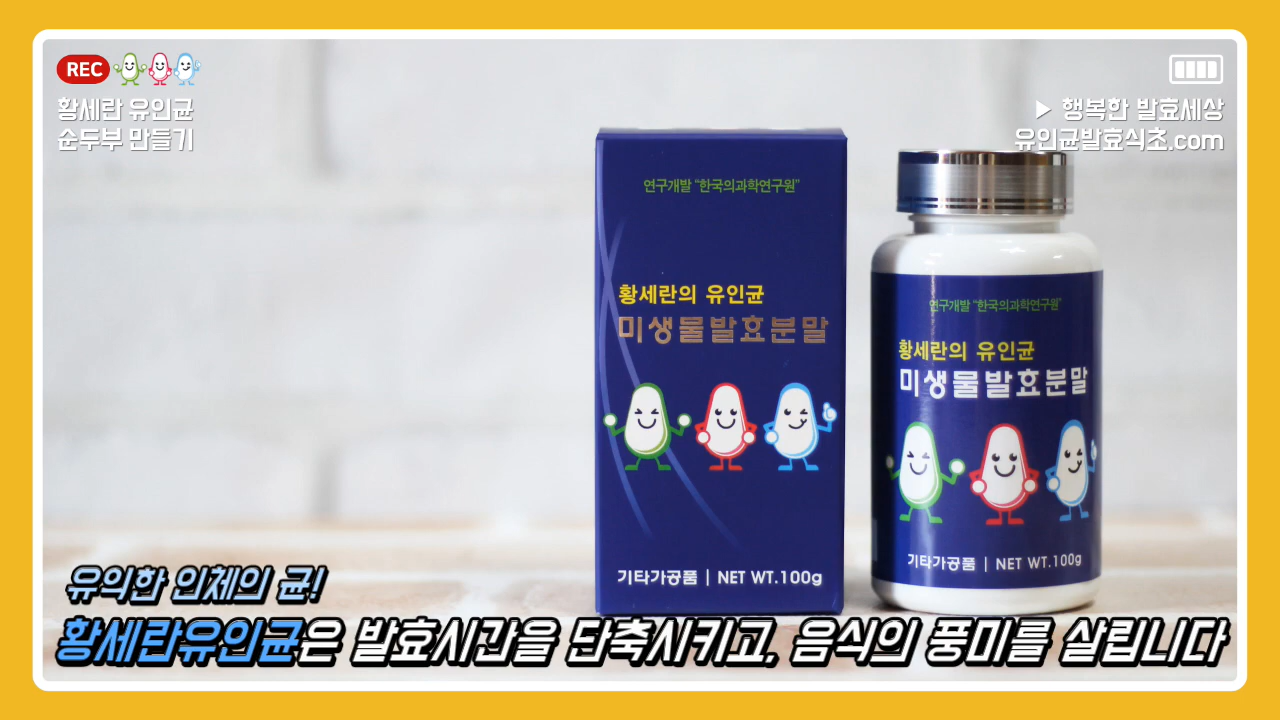 REC
황세란 유인균
순두부 만들기
▶ 행복한 발효세상
유인균발효식초.com
연구개발 "한국의과학연구원"
황세란의 유인균
미생물발효분말
기타가공품 | NET WT.100g
연구개발 "한국의과학연구원"
황세란의 유인균
미생물발효분말
기타가공품 | NET WT.100g
유의한 인체의 균!
황세란유인균은 발효시간을 단축시키고, 음식의 풍미를 살립니다